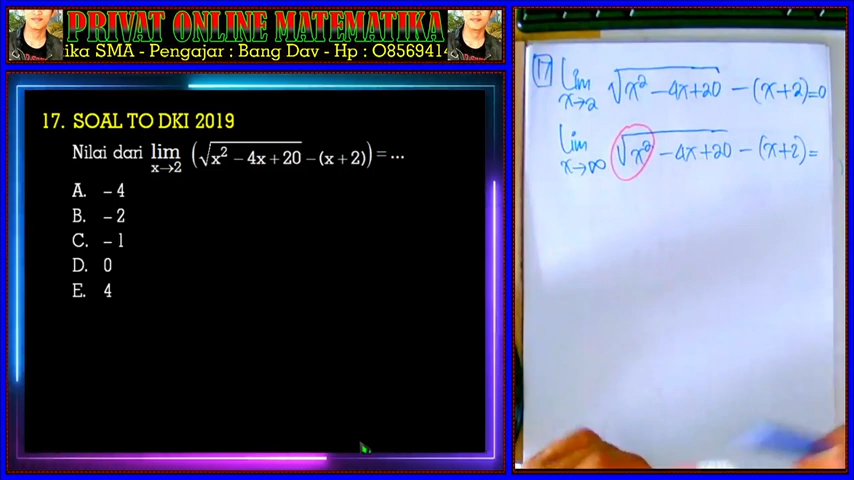 PRIVAT ONLINE MATEMATIKA
ika SMA - Pengajar : Bang Dav - Hp : O856941
17. SOAL TO DKI 2019
Nilai dari lim x→2 (√(x² − 4x + 20) − (x + 2)) = ...
A. − 4
B. − 2
C. − 1
D. 0
E. 4
17 Lim x→2 √(x² − 4x + 20) − (x + 2) = 0
Lim x→∞ √(x² − 4x + 20) − (x + 2) =